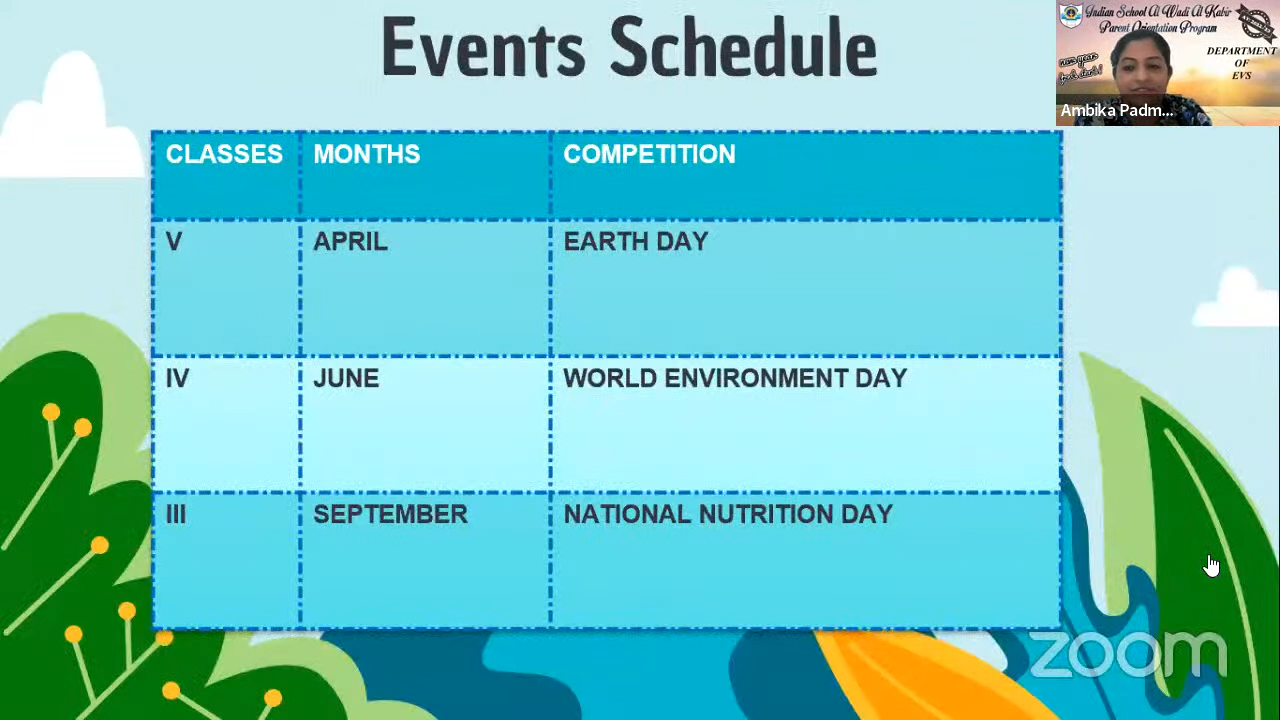 Events Schedule
Indian School Al Wadi Al Kabir
Parent Orientation Program
DEPARTMENT
OF
EVS
Ambika Padm...
CLASSES MONTHS COMPETITION
V APRIL EARTH DAY
IV JUNE WORLD ENVIRONMENT DAY
III SEPTEMBER NATIONAL NUTRITION DAY
zoom